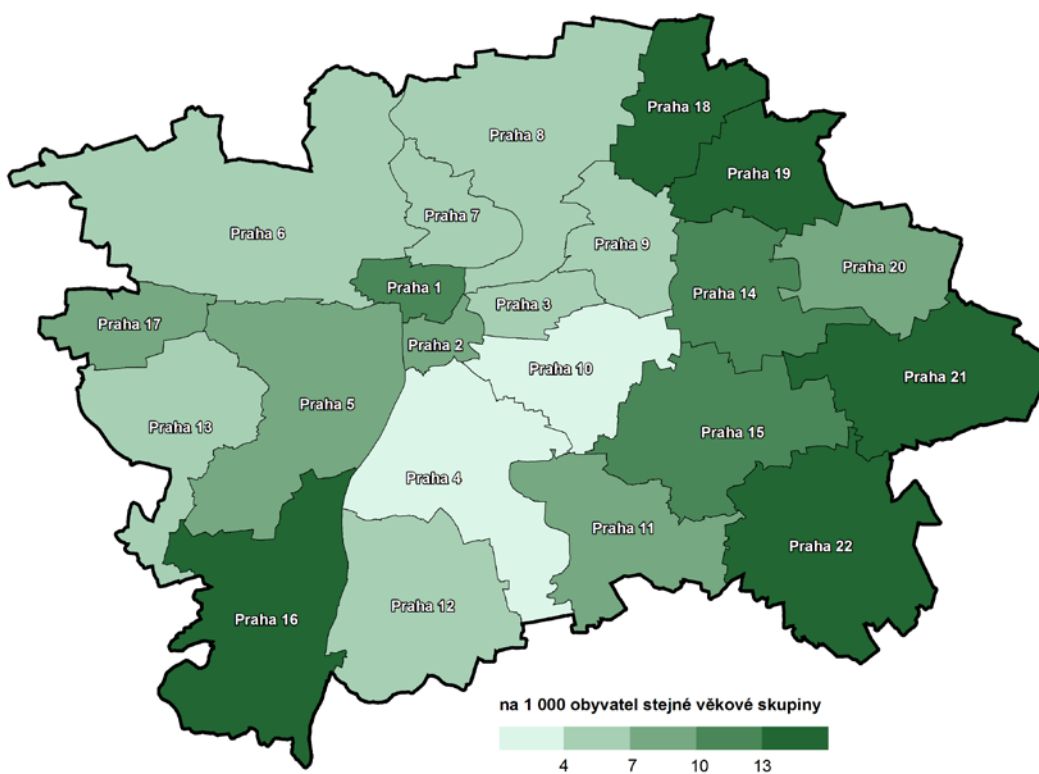 Praha 18
Praha 8
Praha 19
Praha 7
Praha 6
Praha 9
Praha 20
Praha 1
Praha 14
Praha 3
Praha 17
Praha 2
Praha 10
Praha 21
Praha 5
Praha 13
Praha 15
Praha 4
Praha 11
Praha 22
Praha 12
Praha 16
na 1 000 obyvatel stejné věkové skupiny
4 7 10 13